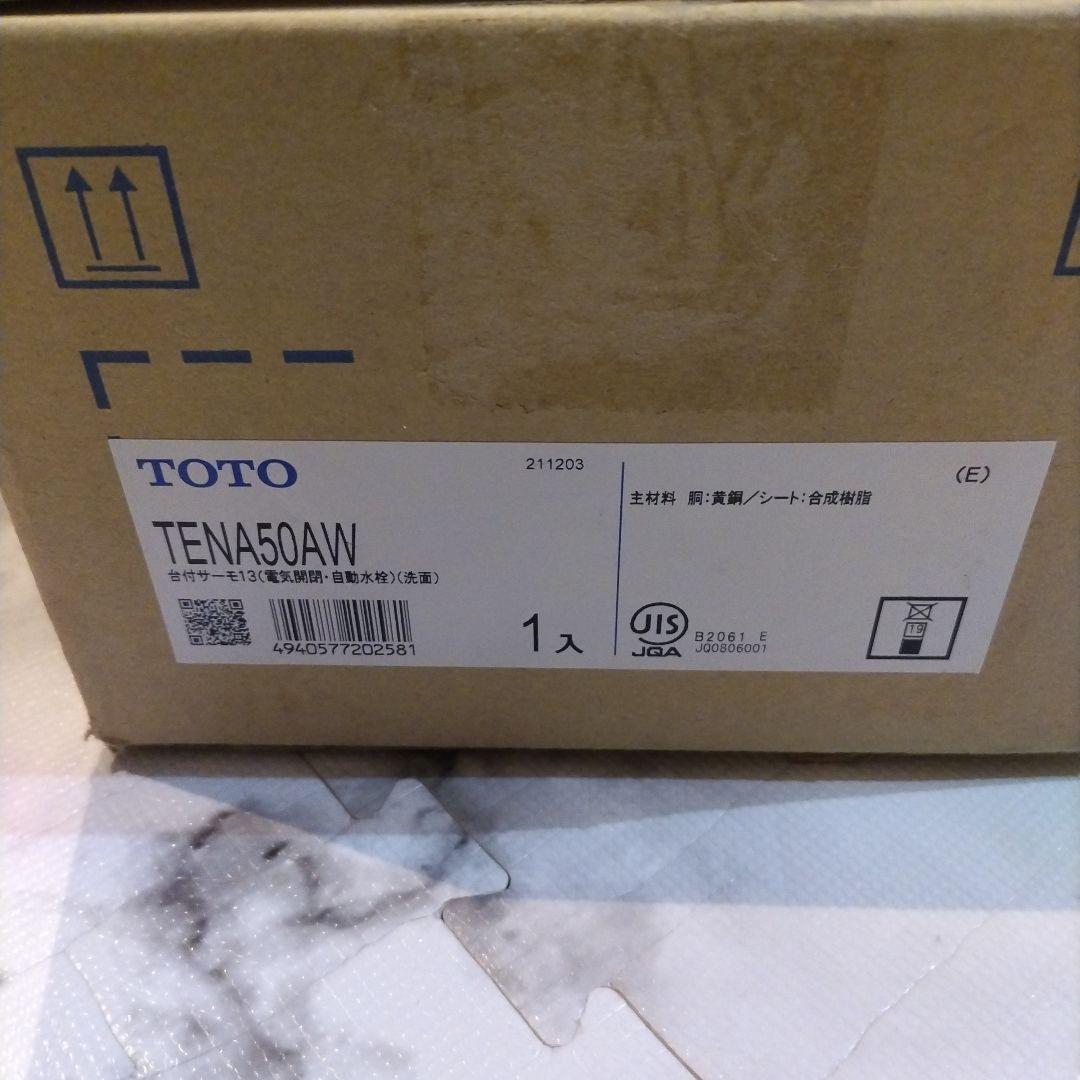 TOTO
211203
TENA50AW
台付サーモ13(電気開閉・自動水栓)(洗面)
4940577202581
1入
(E)
主材料 胴:黄銅/シート:合成樹脂
JIS
JQA
B2061 E
JQ0806001
19